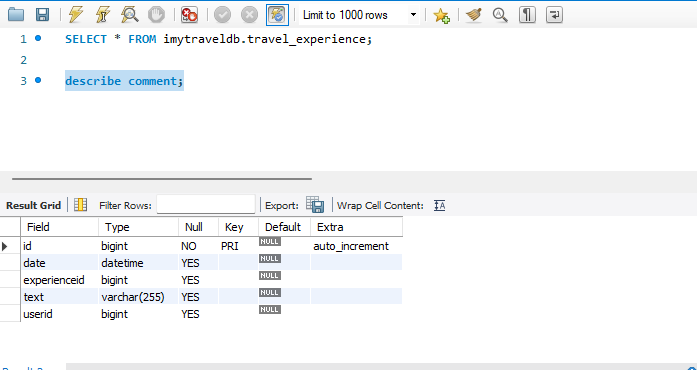 Limit to 1000 rows
1 SELECT * FROM imytraveldb.travel_experience;
2
3 describe comment;
Result Grid Filter Rows: Export: Wrap Cell Content:
Field Type Null Key Default Extra
id bigint NO PRI NULL auto_increment
date datetime YES NULL
experienceid bigint YES NULL
text varchar(255) YES NULL
userid bigint YES NULL